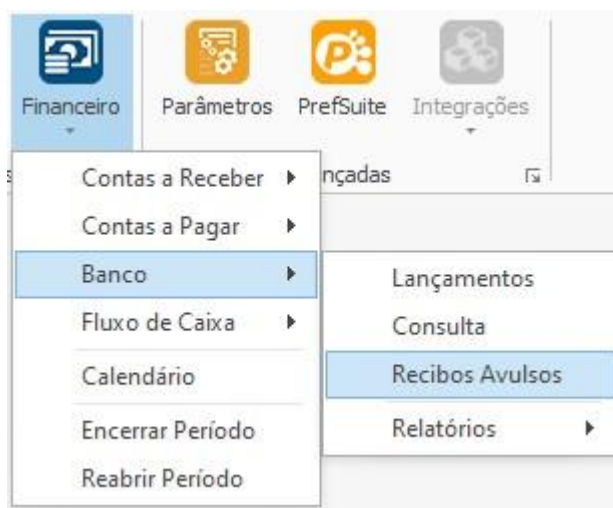 Financeiro
Parâmetros
PrefSuite
Integrações
nçadas
Contas a Receber
Contas a Pagar
Banco
Fluxo de Caixa
Calendário
Encerrar Período
Reabrir Período
Lançamentos
Consulta
Recibos Avulsos
Relatórios